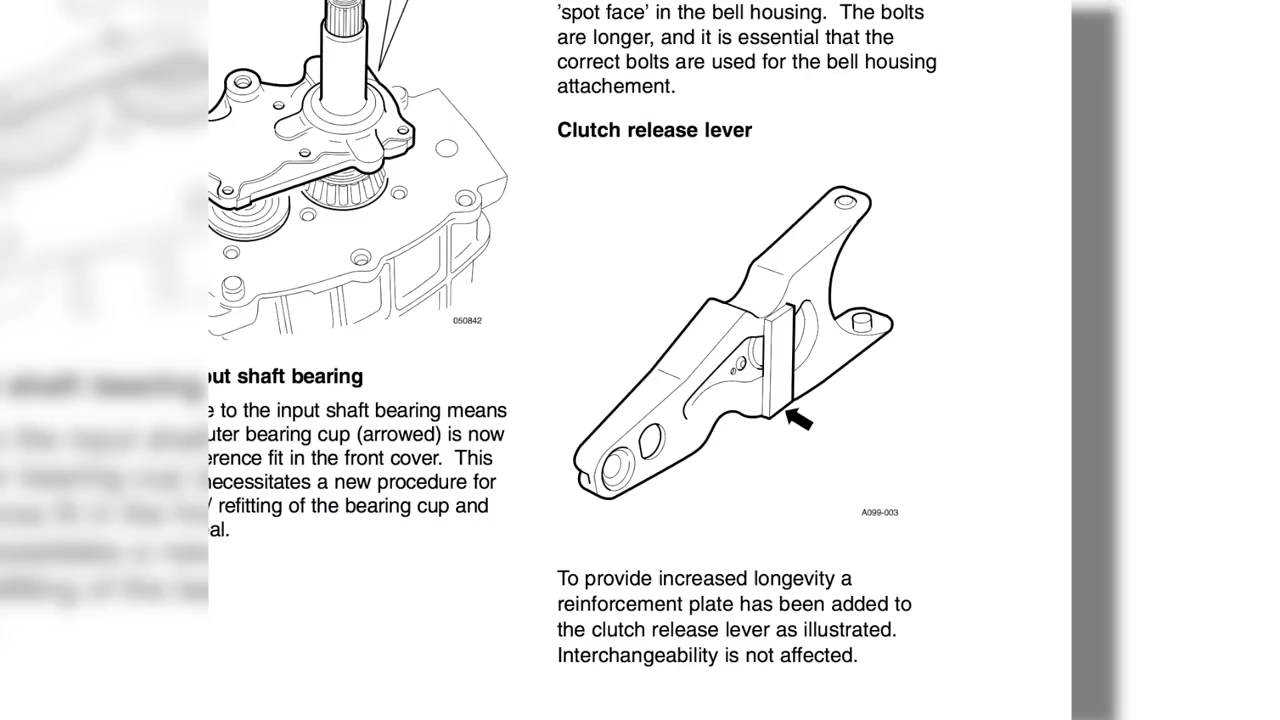 050842
put shaft bearing
e to the input shaft bearing means
uter bearing cup (arrowed) is now
erence fit in the front cover.  This
necessitates a new procedure for
/ refitting of the bearing cup and
al.
’spot face’ in the bell housing.  The bolts
are longer, and it is essential that the
correct bolts are used for the bell housing
attachement.
Clutch release lever
A099-003
To provide increased longevity a
reinforcement plate has been added to
the clutch release lever as illustrated.
Interchangeability is not affected.